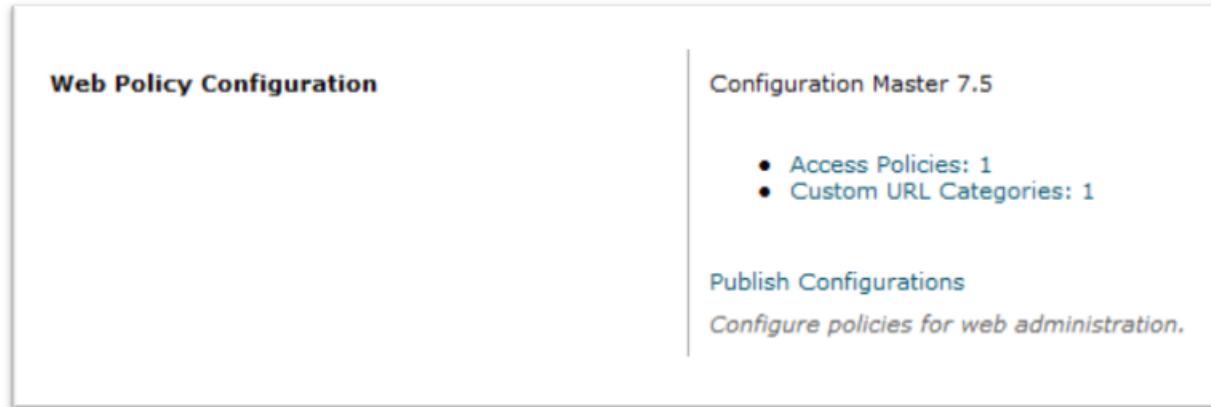 Web Policy Configuration
Configuration Master 7.5
Access Policies: 1
Custom URL Categories: 1
Publish Configurations
Configure policies for web administration.